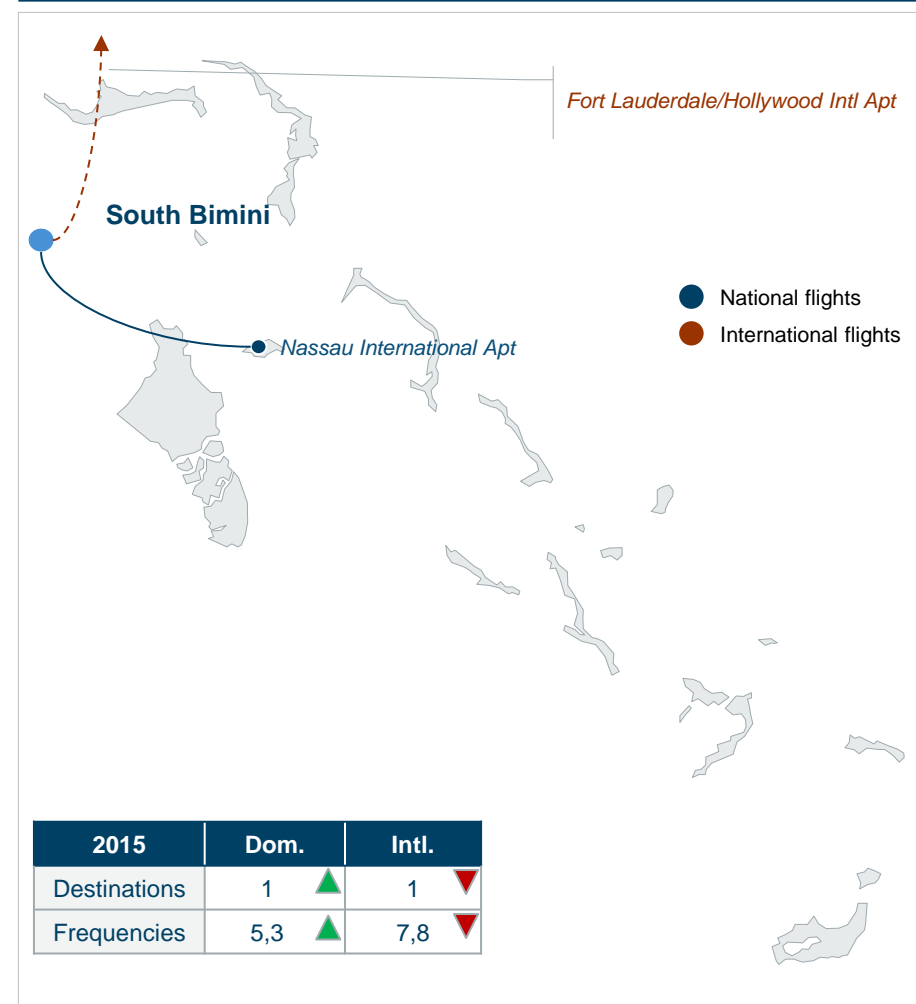 Fort Lauderdale/Hollywood Intl Apt
South Bimini
National flights
Nassau International Apt
International flights
2015 Dom. Intl.
Destinations 1 1
Frequencies 5,3 7,8